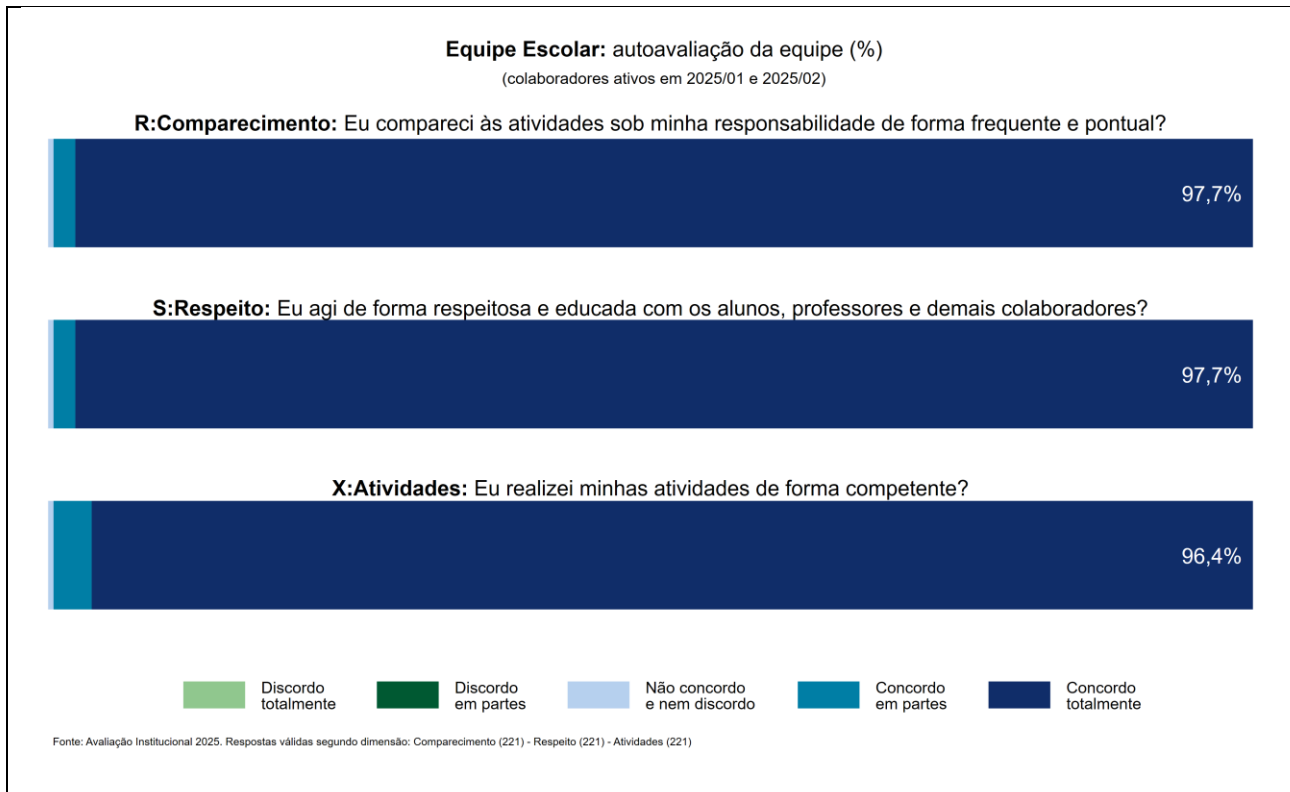 Equipe Escolar: autoavaliação da equipe (%)
(colaboradores ativos em 2025/01 e 2025/02)
R:Comparecimento: Eu compareci às atividades sob minha responsabilidade de forma frequente e pontual?
97,7%
S:Respeito: Eu agi de forma respeitosa e educada com os alunos, professores e demais colaboradores?
97,7%
X:Atividades: Eu realizei minhas atividades de forma competente?
96,4%
Discordo
totalmente
Discordo
em partes
Não concordo
e nem discordo
Concordo
em partes
Concordo
totalmente
Fonte: Avaliação Institucional 2025. Respostas válidas segundo dimensão: Comparecimento (221) - Respeito (221) - Atividades (221)